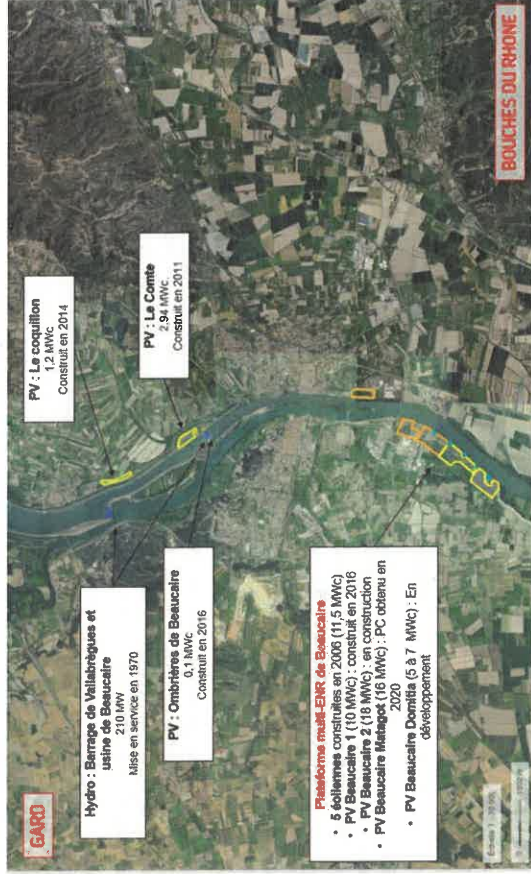 GARD
PV : Le coquillon
1,2 MWc
Construit en 2014
PV : Le Comte
2,94 MWc
Construit en 2011
Hydro : Barrage de Vallabrègues et
usine de Beaucaire
210 MW
Mise en service en 1970
PV : Ombrières de Beaucaire
0,1 MWc
Construit en 2016
Plateforme multi-ENR de Beaucaire
• 5 éoliennes construites en 2006 (11,5 MWc)
• PV Beaucaire 1 (10 MWc) : construit en 2016
• PV Beaucaire 2 (18 MWc) : en construction
• PV Beaucaire Matagot (16 MWc) : PC obtenu en
2020
• PV Beaucaire Domitia (5 à 7 MWc) : En
développement
BOUCHES DU RHONE